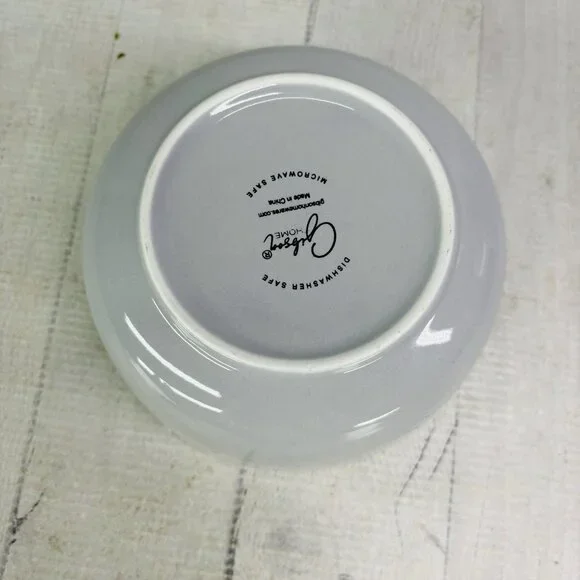 DISHWASHER SAFE
Gibson®
HOME
gibsonhomewares.com
Made in China
MICROWAVE SAFE